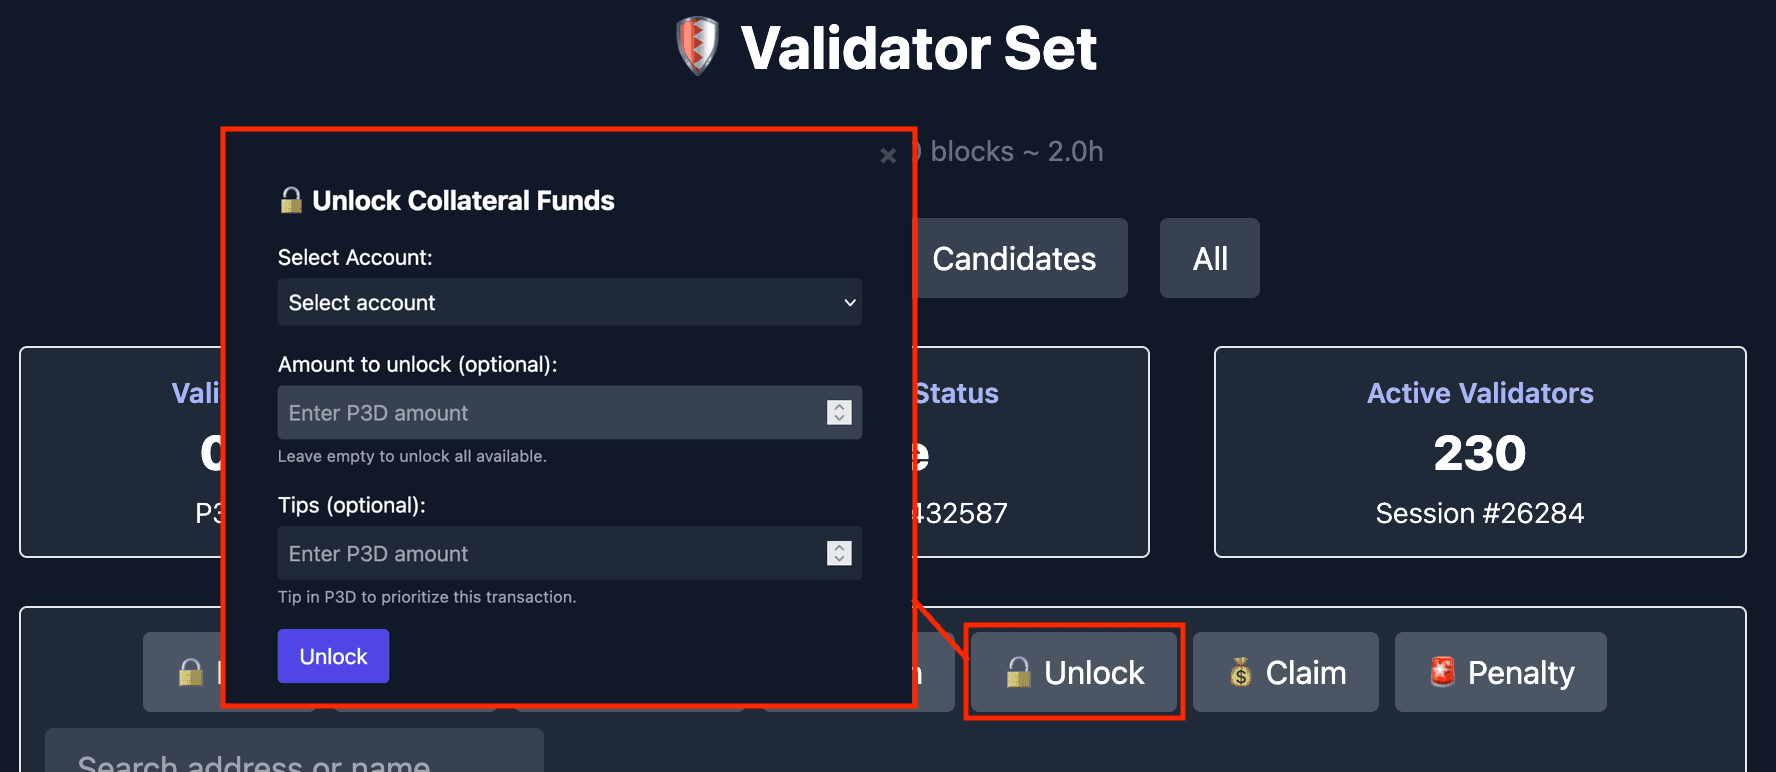 Validator Set
blocks ~ 2.0h
Unlock Collateral Funds
Select Account:
Select account
Amount to unlock (optional):
Enter P3D amount
Leave empty to unlock all available.
Tips (optional):
Enter P3D amount
Tip in P3D to prioritize this transaction.
Unlock
Candidates
All
Status
432587
Active Validators
230
Session #26284
Unlock
Claim
Penalty
Search address or name